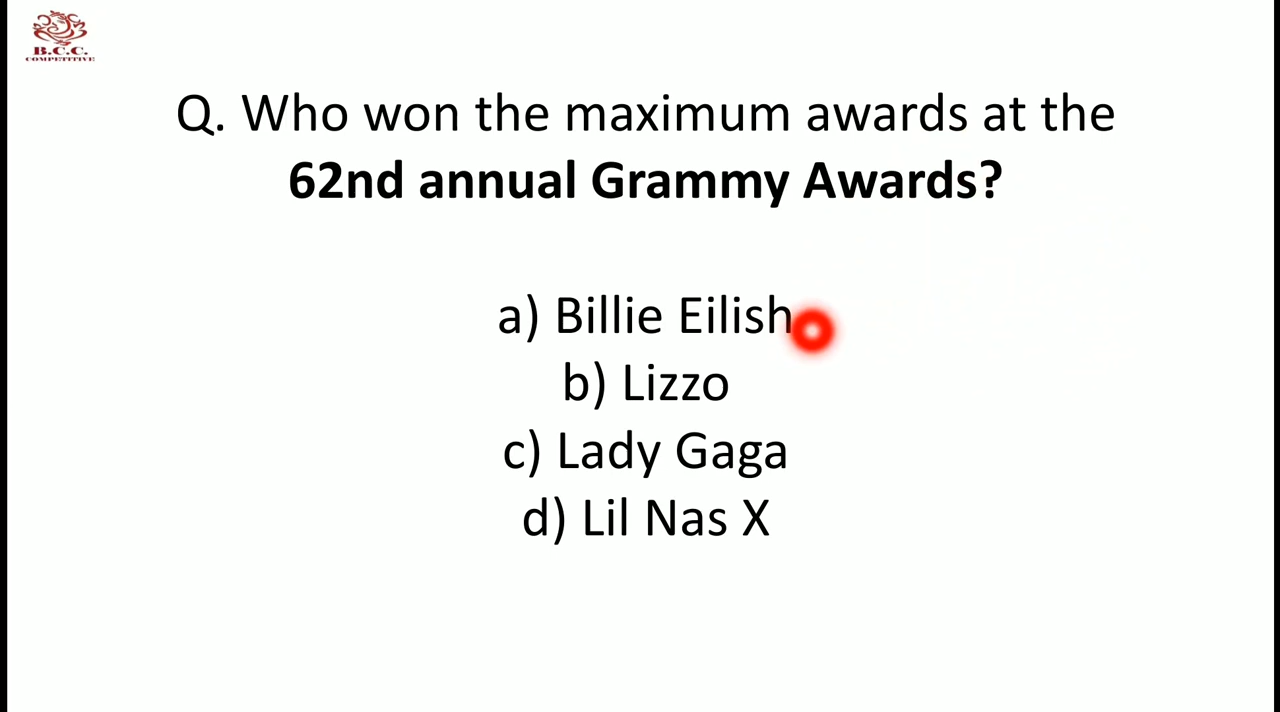 B.C.C.
COMPETITIVE
Q. Who won the maximum awards at the
62nd annual Grammy Awards?
a) Billie Eilish
b) Lizzo
c) Lady Gaga
d) Lil Nas X